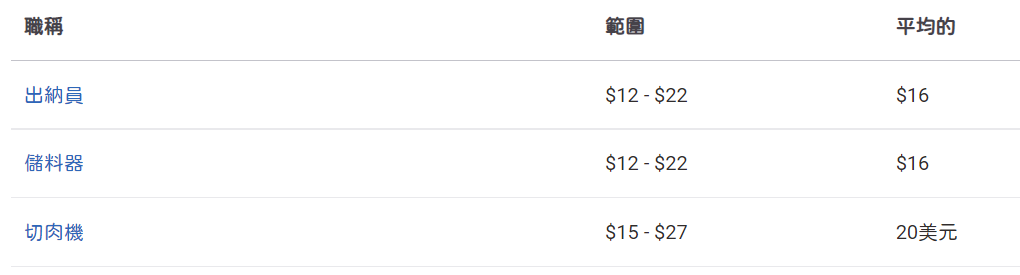 職稱 範圍 平均的
出納員 $12 - $22 $16
儲料器 $12 - $22 $16
切肉機 $15 - $27 20美元